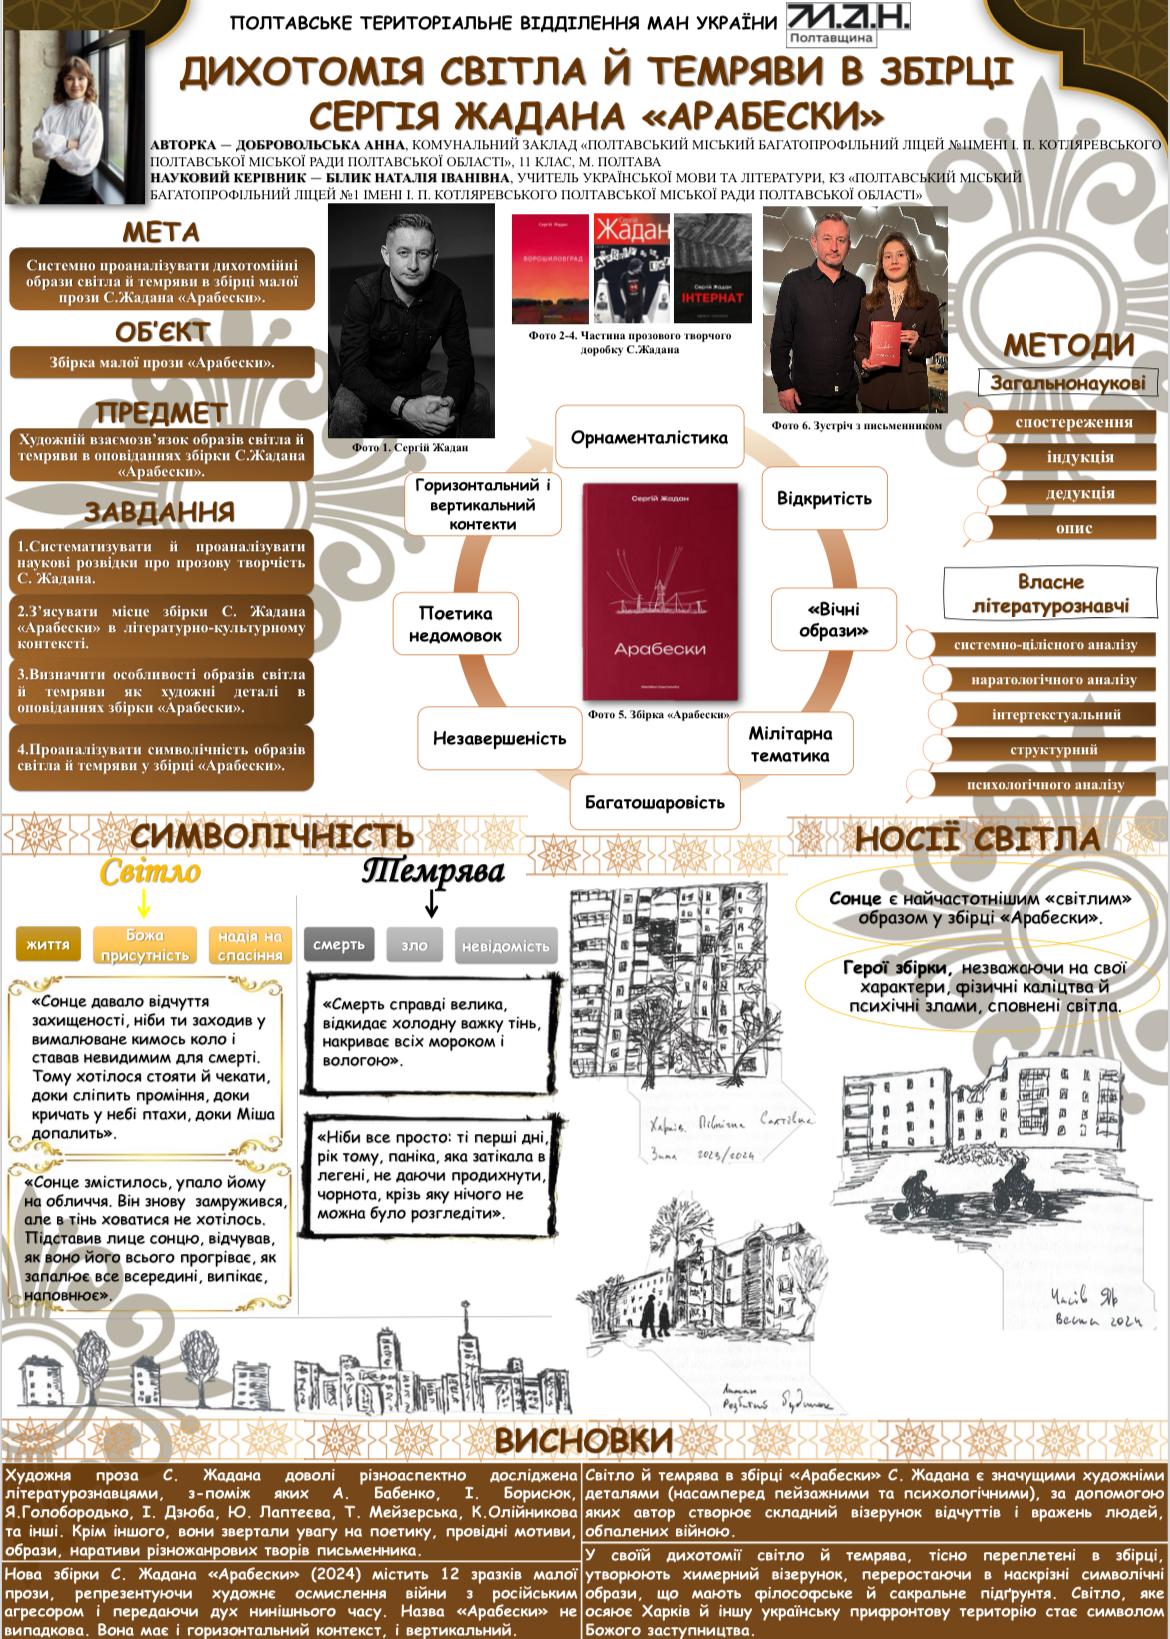 ПОЛТАВСЬКЕ ТЕРИТОРІАЛЬНЕ ВІДДІЛЕННЯ МАН УКРАЇНИ
М.А.Н.
Полтавщина
ДИХОТОМІЯ СВІТЛА Й ТЕМРЯВИ В ЗБІРЦІ
СЕРГІЯ ЖАДАНА «АРАБЕСКИ»
АВТОРКА — ДОБРОВОЛЬСЬКА АННА, КОМУНАЛЬНИЙ ЗАКЛАД «ПОЛТАВСЬКИЙ МІСЬКИЙ БАГАТОПРОФІЛЬНИЙ ЛІЦЕЙ №1ІМЕНІ І. П. КОТЛЯРЕВСЬКОГО
ПОЛТАВСЬКОЇ МІСЬКОЇ РАДИ ПОЛТАВСЬКОЇ ОБЛАСТІ», 11 КЛАС, М. ПОЛТАВА
НАУКОВИЙ КЕРІВНИК — БІЛИК НАТАЛІЯ ІВАНІВНА, УЧИТЕЛЬ УКРАЇНСЬКОЇ МОВИ ТА ЛІТЕРАТУРИ, КЗ «ПОЛТАВСЬКИЙ МІСЬКИЙ
БАГАТОПРОФІЛЬНИЙ ЛІЦЕЙ №1 ІМЕНІ І. П. КОТЛЯРЕВСЬКОГО ПОЛТАВСЬКОЇ МІСЬКОЇ РАДИ ПОЛТАВСЬКОЇ ОБЛАСТІ»
МЕТА
Системно проаналізувати дихотомійні
образи світла й темряви в збірці малої
прози С.Жадана «Арабески».
ОБ'ЄКТ
Збірка малої прози «Арабески».
ПРЕДМЕТ
Художній взаємозв'язок образів світла й
темряви в оповіданнях збірки С.Жадана
«Арабески».
ЗАВДАННЯ
1.Систематизувати й проаналізувати
наукові розвідки про прозову творчість
С. Жадана.
2.З'ясувати місце збірки С. Жадана
«Арабески» в літературно-культурному
контексті.
3.Визначити особливості образів світла
й темряви як художні деталі в
оповіданнях збірки «Арабески».
4.Проаналізувати символічність образів
світла й темряви у збірці «Арабески».
Фото 1. Сергій Жадан
Сергій Жадан
ВОРОШИЛОВГРАД
Сергій
Жадан
Сергій Жадан
ІНТЕРНАТ
Фото 2-4. Частина прозового творчого
доробку С.Жадана
Фото 6. Зустріч з письменником
Орнаменталістика
Відкритість
«Вічні
образи»
Мілітарна
тематика
Багатошаровість
Незавершеність
Поетика
недомовок
Горизонтальний і
вертикальний
контекти
Сергій Жадан
Арабески
Фото 5. Збірка «Арабески»
МЕТОДИ
Загальнонаукові
спостереження
індукція
дедукція
опис
Власне
літературознавчі
системно-цілісного аналізу
наратологічного аналізу
інтертекстуальний
структурний
психологічного аналізу
СИМВОЛІЧНІСТЬ
Світло
життя
Божа
присутність
надія на
спасіння
«Сонце давало відчуття
захищеності, ніби ти заходив у
вималюване кимось коло і
ставав невидимим для смерті.
Тому хотілося стояти й чекати,
доки сліпить проміння, доки
кричать у небі птахи, доки Міша
допалить».
«Сонце змістилось, упало йому
на обличчя. Він знову замружився,
але в тінь ховатися не хотілось.
Підставив лице сонцю, відчував,
як воно його всього прогріває, як
запалює все всередині, випікає,
наповнює».
Темрява
смерть
зло
невідомість
«Смерть справді велика,
відкидає холодну важку тінь,
накриває всіх мороком і
вологою».
«Ніби все просто: ті перші дні,
рік тому, паніка, яка затікала в
легені, не даючи продихнути,
чорнота, крізь яку нічого не
можна було розгледіти».
Харків. Північна Салтівка
Зима 2023/2024
Розбитий будинок
НОСІЇ СВІТЛА
Сонце є найчастотнішим «світлим»
образом у збірці «Арабески».
Герої збірки, незважаючи на свої
характери, фізичні каліцтва й
психічні злами, сповнені світла.
Часів Яр
Весна 2024
ВИСНОВКИ
Художня проза С. Жадана доволі різноаспектно досліджена
літературознавцями, з-поміж яких А. Бабенко, І. Борисюк,
Я.Голобородько, І. Дзюба, Ю. Лаптеєва, Т. Мейзерська, К.Олійникова
та інші. Крім іншого, вони звертали увагу на поетику, провідні мотиви,
образи, наративи різножанрових творів письменника.
Нова збірки С. Жадана «Арабески» (2024) містить 12 зразків малої
прози, репрезентуючи художнє осмислення війни з російським
агресором і передаючи дух нинішнього часу. Назва «Арабески» не
випадкова. Вона має і горизонтальний контекст, і вертикальний.
Світло й темрява в збірці «Арабески» С. Жадана є значущими художніми
деталями (насамперед пейзажними та психологічними), за допомогою
яких автор створює складний візерунок відчуттів і вражень людей,
обпалених війною.
У своїй дихотомії світло й темрява, тісно переплетені в збірці,
утворюють химерний візерунок, переростаючи в наскрізні символічні
образи, що мають філософське й сакральне підґрунтя. Світло, яке
осяює Харків й іншу українську прифронтову територію стає символом
Божого заступництва.